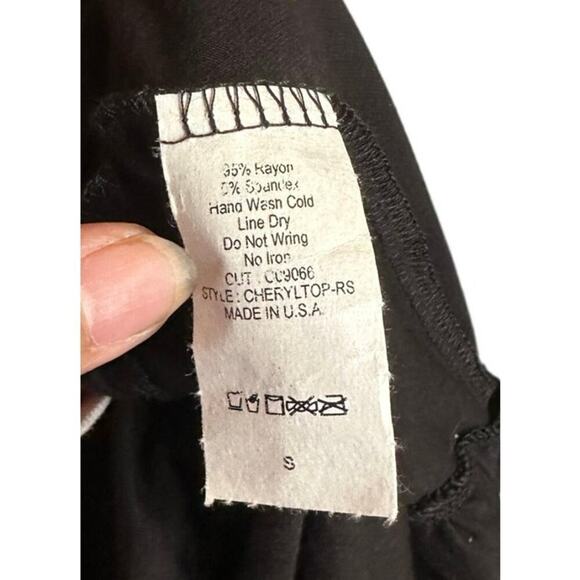 95% Rayon
5% Spandex
Hand Wash Cold
Line Dry
Do Not Wring
No Iron
CUT : C09066
STYLE : CHERYLTOP-RS
MADE IN U.S.A.
S